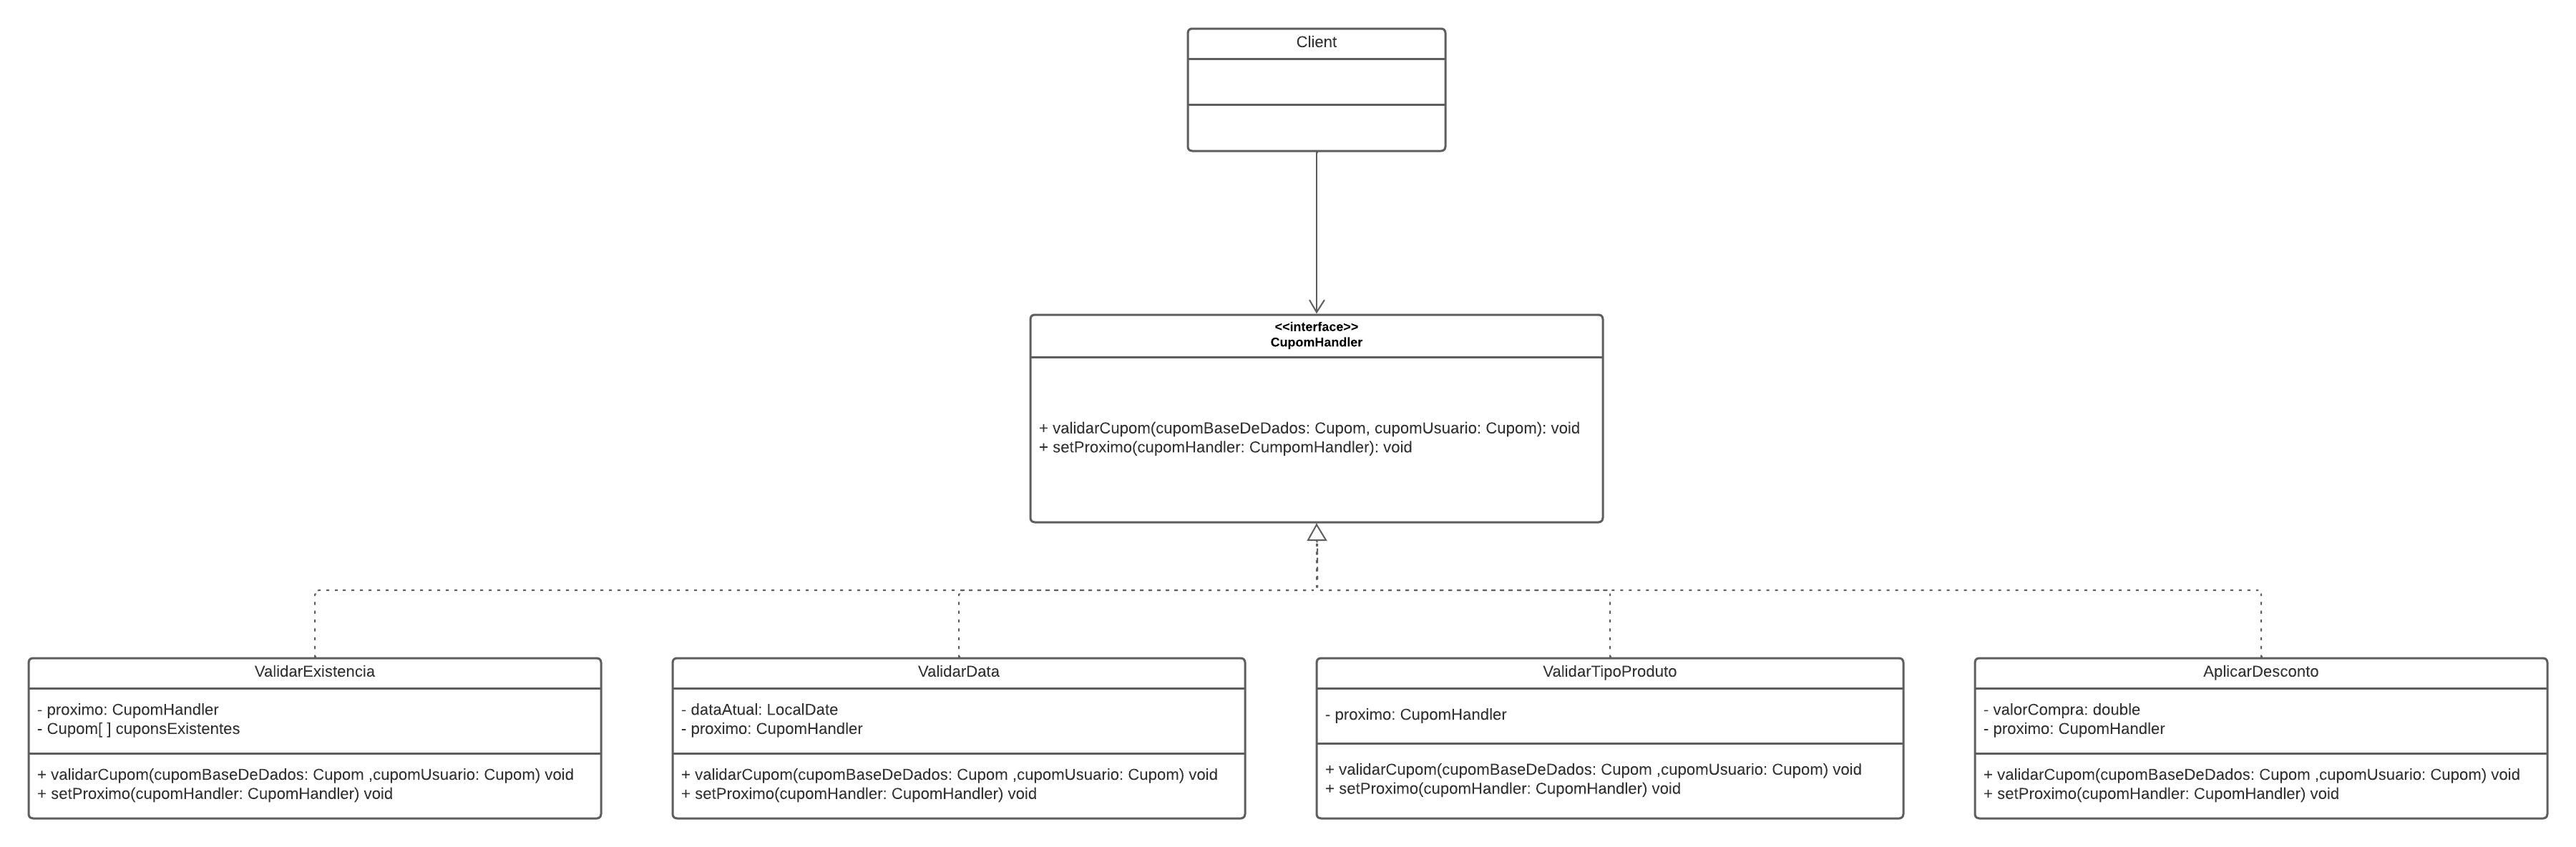 Client
<<interface>>
CupomHandler
+ validarCupom(cupomBaseDeDados: Cupom, cupomUsuario: Cupom): void
+ setProximo(cupomHandler: CumpomHandler): void
ValidarExistencia
- proximo: CupomHandler
- Cupom[ ] cuponsExistentes
+ validarCupom(cupomBaseDeDados: Cupom ,cupomUsuario: Cupom) void
+ setProximo(cupomHandler: CupomHandler) void
ValidarData
- dataAtual: LocalDate
- proximo: CupomHandler
+ validarCupom(cupomBaseDeDados: Cupom ,cupomUsuario: Cupom) void
+ setProximo(cupomHandler: CupomHandler) void
ValidarTipoProduto
- proximo: CupomHandler
+ validarCupom(cupomBaseDeDados: Cupom ,cupomUsuario: Cupom) void
+ setProximo(cupomHandler: CupomHandler) void
AplicarDesconto
- valorCompra: double
- proximo: CupomHandler
+ validarCupom(cupomBaseDeDados: Cupom ,cupomUsuario: Cupom) void
+ setProximo(cupomHandler: CupomHandler) void